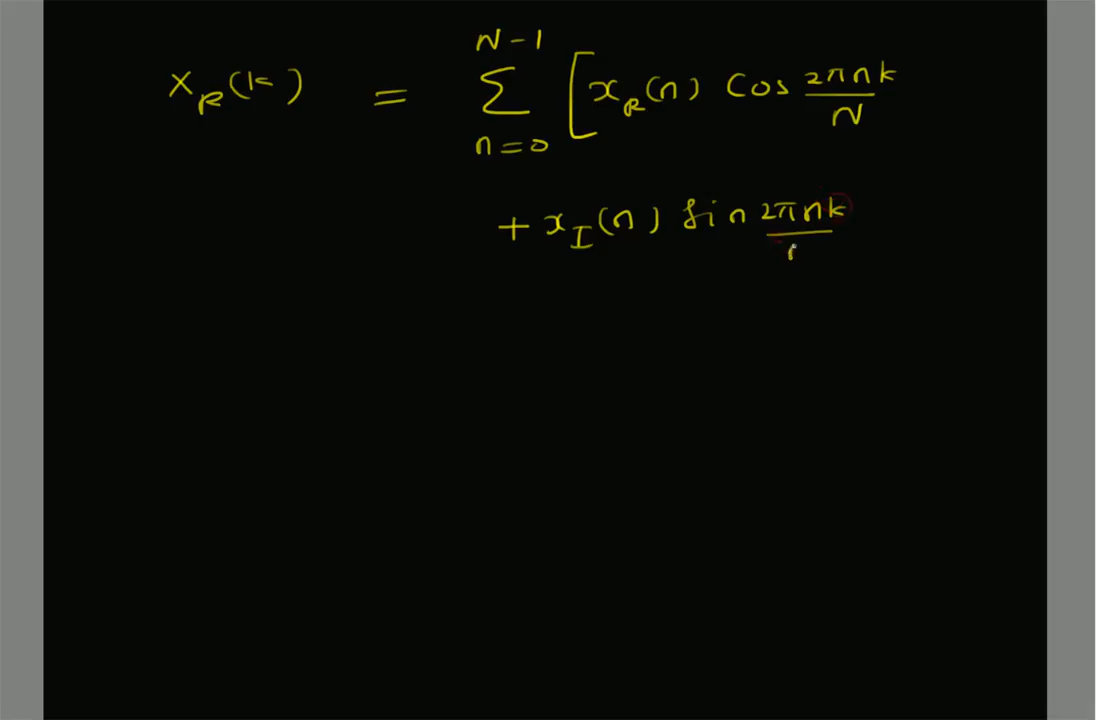 N-1
X_R(k) = Σ [x_R(n) cos 2πnk/N
n=0
+ x_I(n) sin 2πnk/